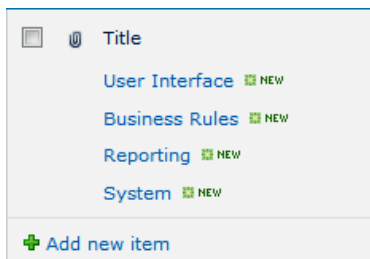 Title
User Interface NEW
Business Rules NEW
Reporting NEW
System NEW
Add new item